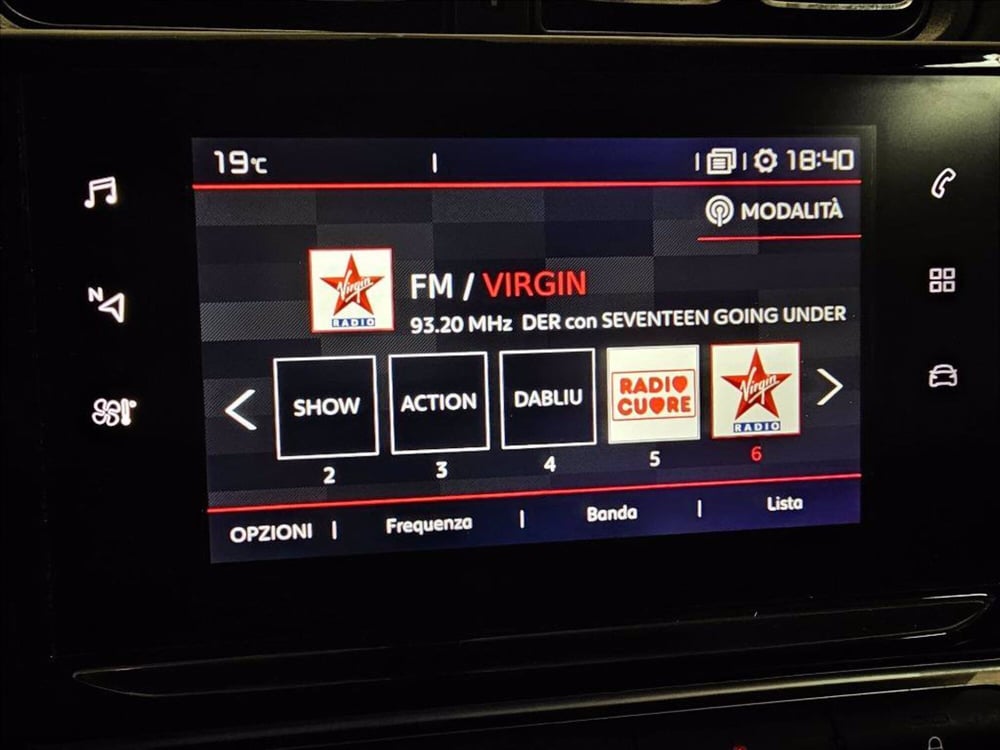 19°C
18:40
MODALITÀ
Virgin
RADIO
FM / VIRGIN
93.20 MHz DER con SEVENTEEN GOING UNDER
N
SHOW
ACTION
DABLIU
RADIO
CUORE
Virgin
RADIO
2
3
4
5
6
OPZIONI
Frequenza
Banda
Lista